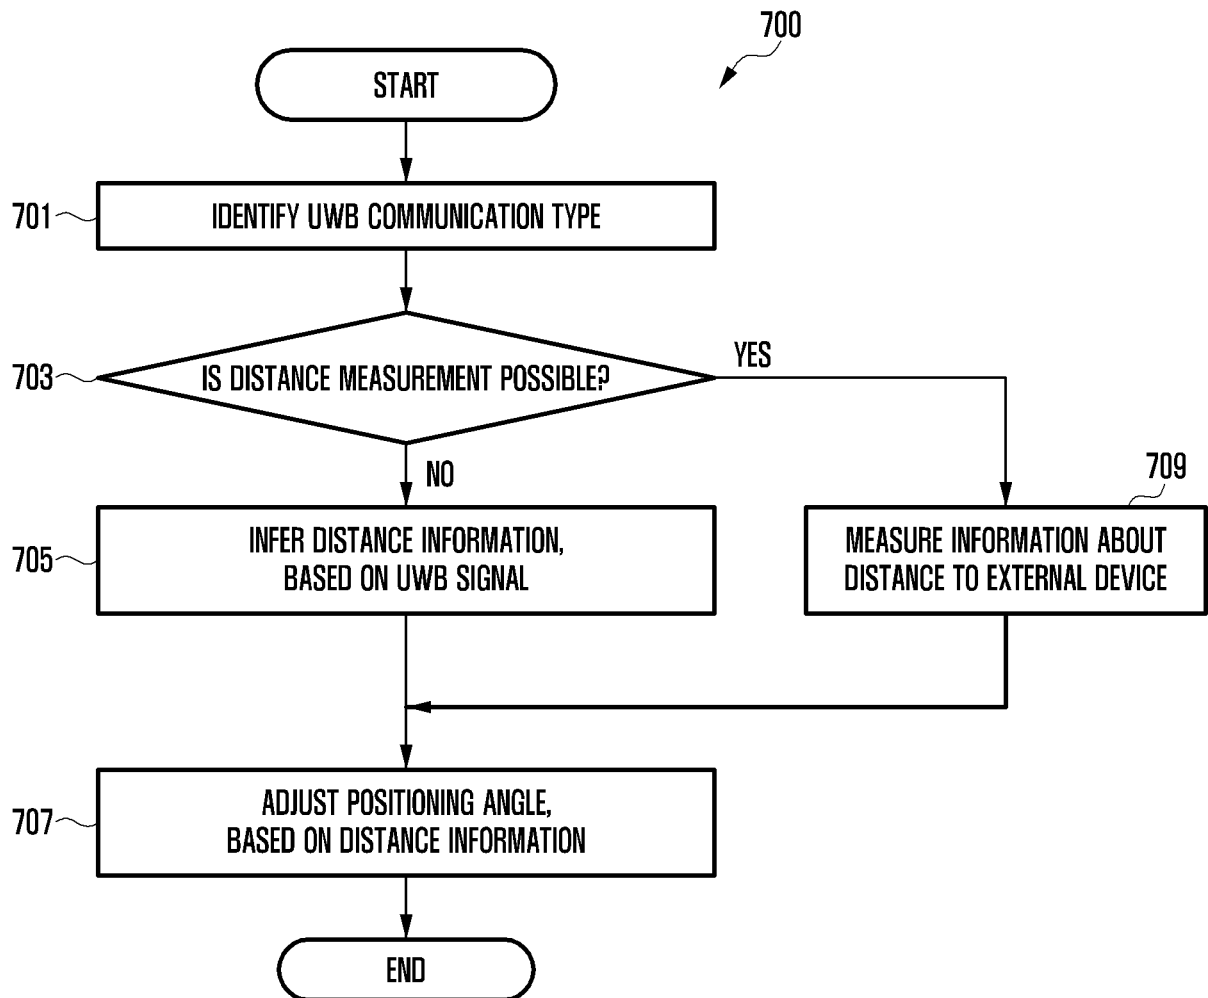 700
START
701
IDENTIFY UWB COMMUNICATION TYPE
703
IS DISTANCE MEASUREMENT POSSIBLE?
YES
NO
705
INFER DISTANCE INFORMATION,
BASED ON UWB SIGNAL
709
MEASURE INFORMATION ABOUT
DISTANCE TO EXTERNAL DEVICE
707
ADJUST POSITIONING ANGLE,
BASED ON DISTANCE INFORMATION
END